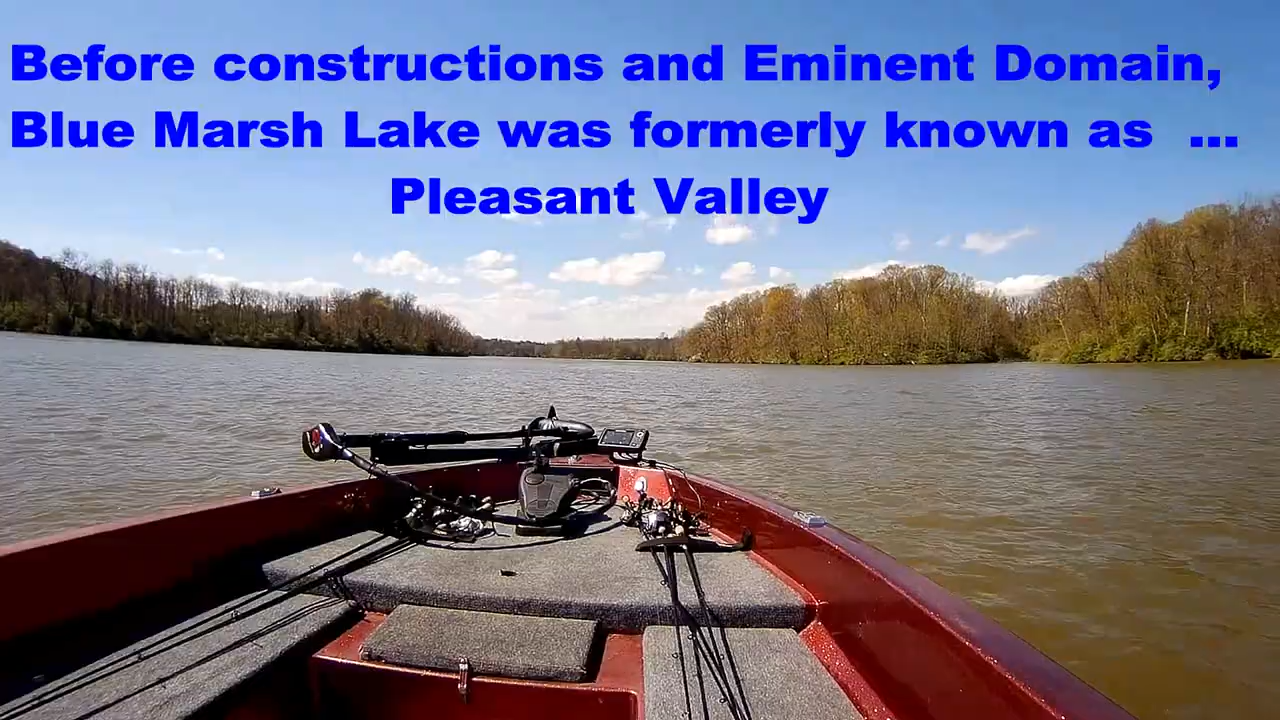 Before constructions and Eminent Domain,
Blue Marsh Lake was formerly known as ...
Pleasant Valley